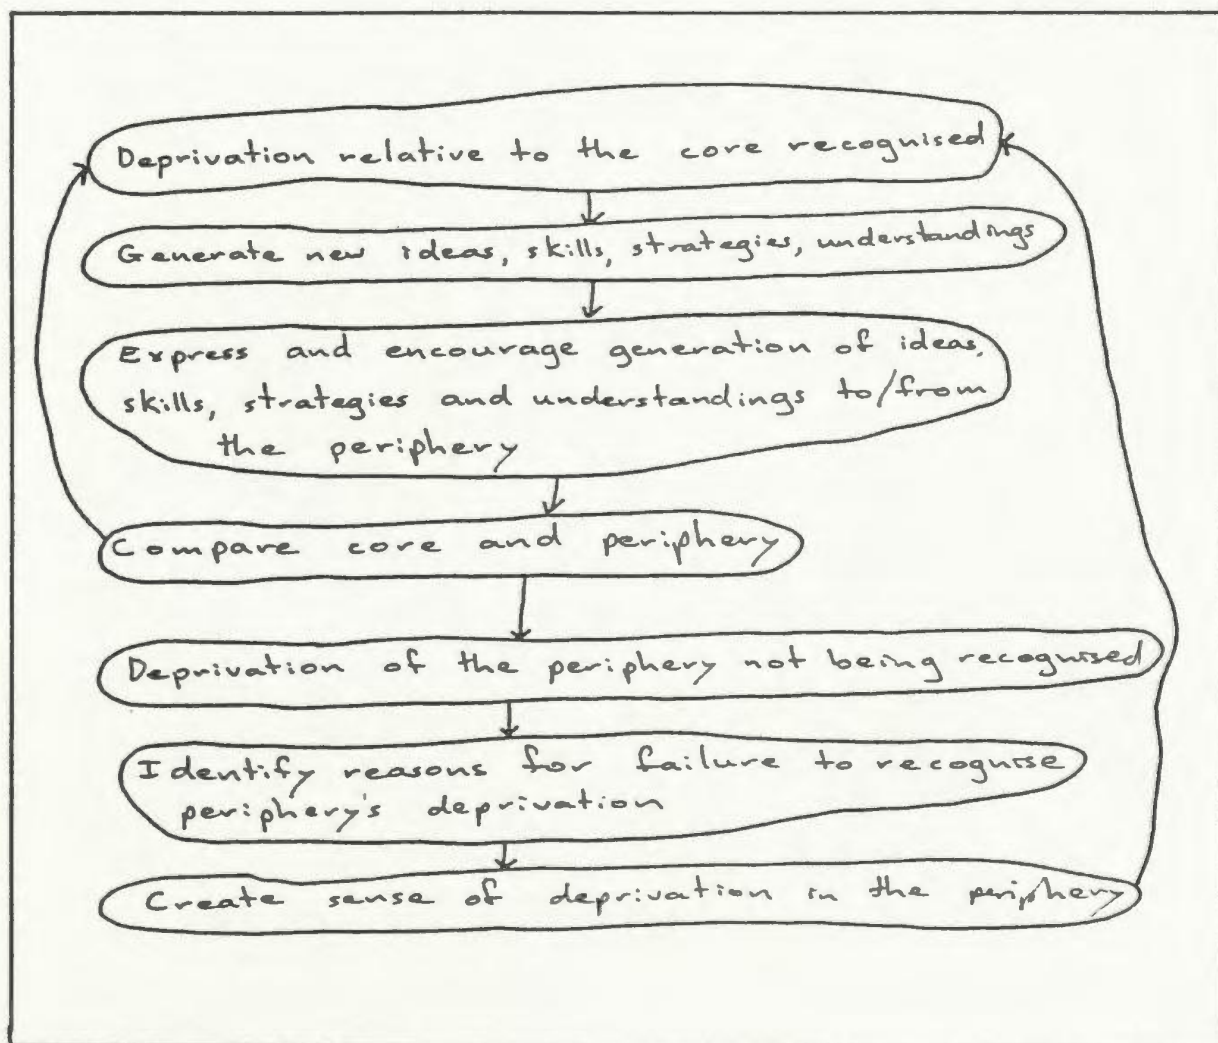 Deprivation relative to the core recognised
Generate new ideas, skills, strategies, understandings
Express and encourage generation of ideas,
skills, strategies and understandings to/from
the periphery
Compare core and periphery
Deprivation of the periphery not being recognised
Identify reasons for failure to recognise
periphery's deprivation
Create sense of deprivation in the periphery